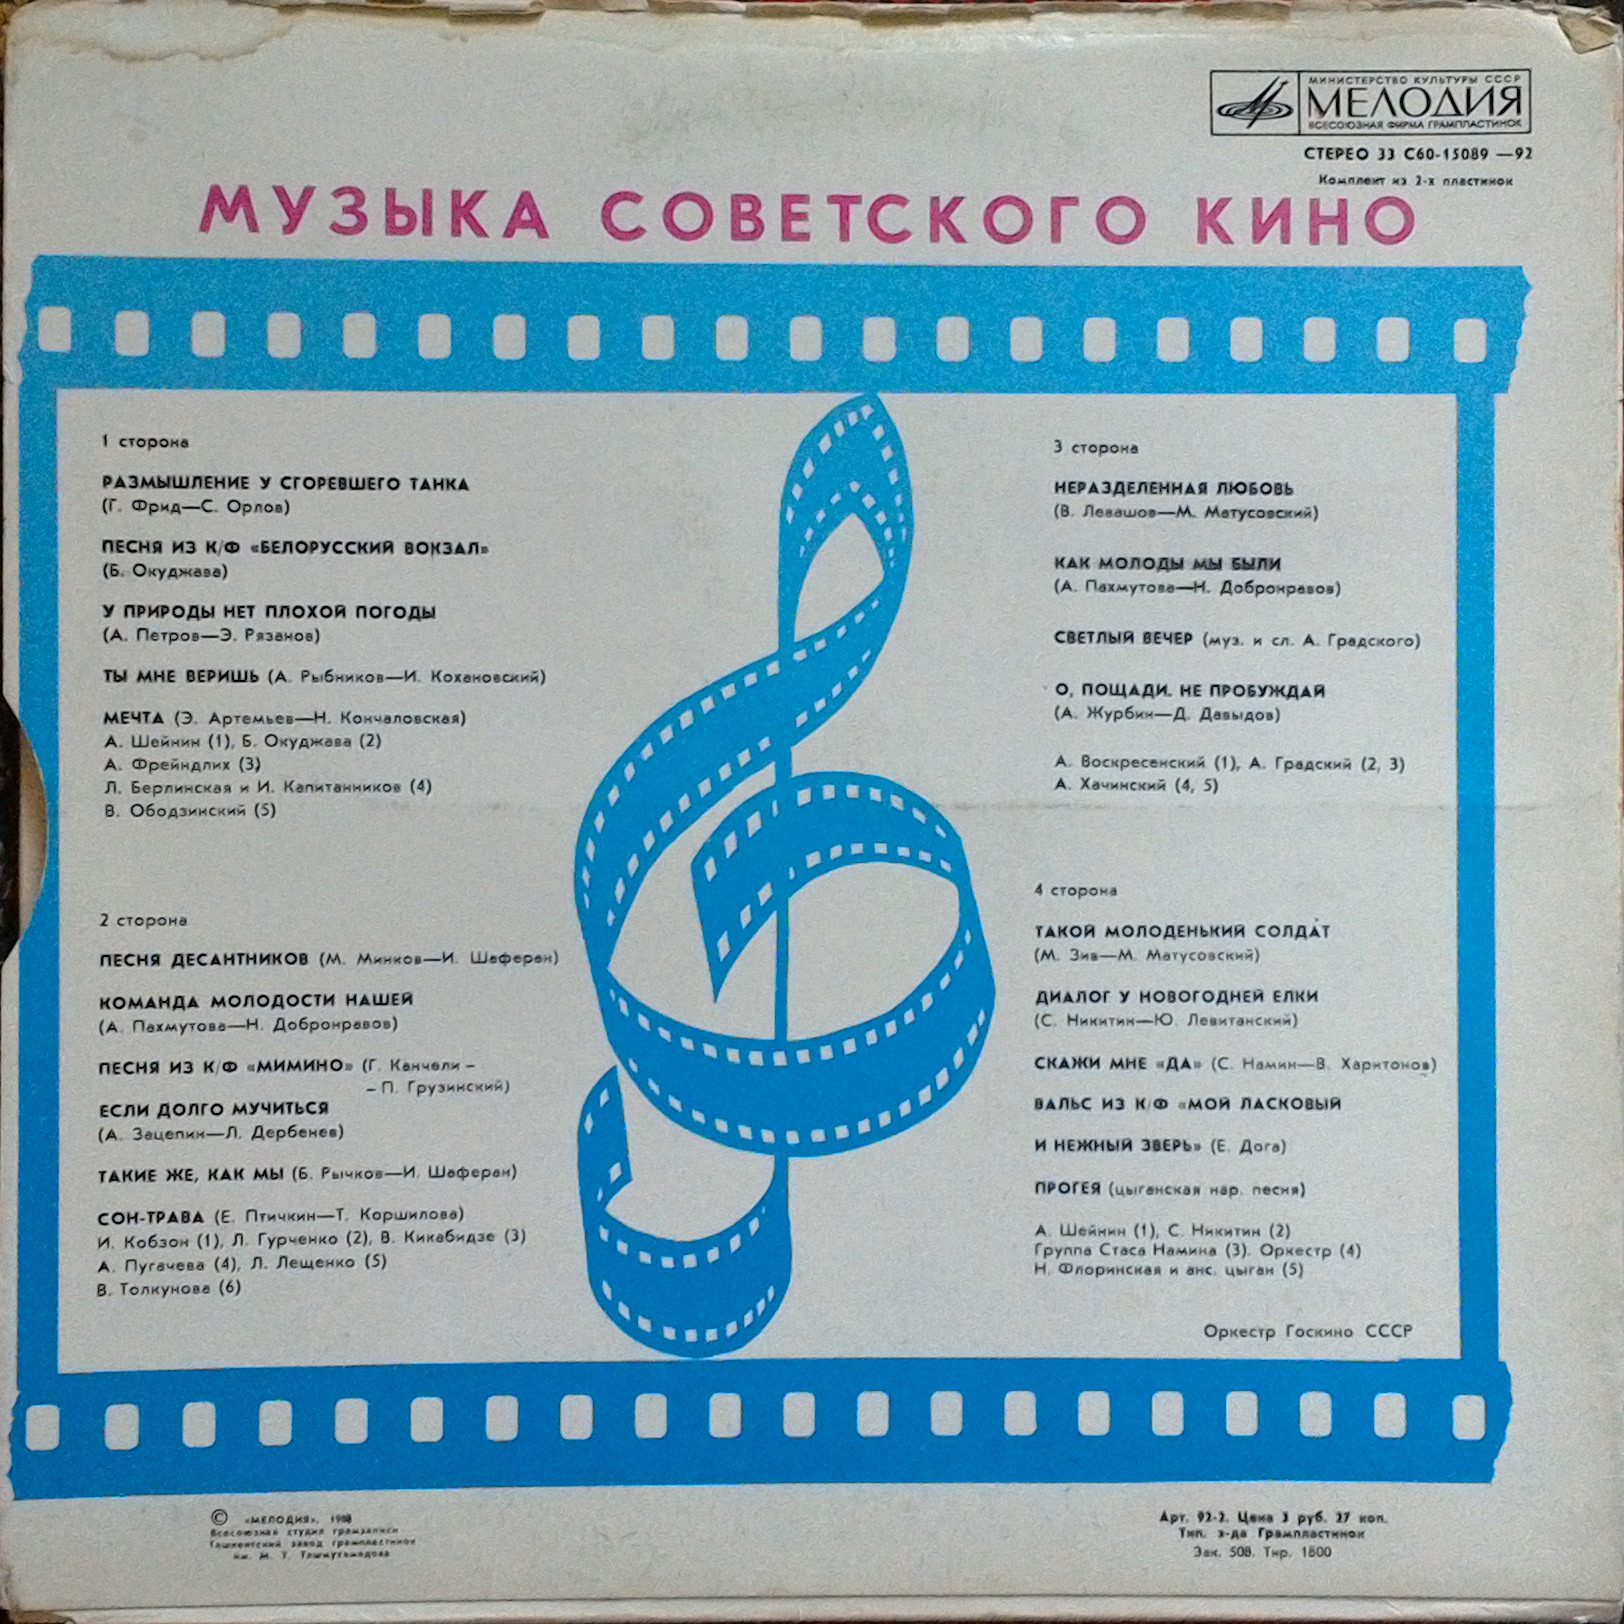 МИНИСТЕРСТВО КУЛЬТУРЫ СССР
МЕЛОДИЯ
ВСЕСОЮЗНАЯ ФИРМА ГРАМПЛАСТИНОК
СТЕРЕО 33 С60-15089 —92
Комплект из 2-х пластинок
МУЗЫКА СОВЕТСКОГО КИНО
1 сторона
РАЗМЫШЛЕНИЕ У СГОРЕВШЕГО ТАНКА
(Г. Фрид—С. Орлов)
ПЕСНЯ ИЗ К/Ф «БЕЛОРУССКИЙ ВОКЗАЛ»
(Б. Окуджава)
У ПРИРОДЫ НЕТ ПЛОХОЙ ПОГОДЫ
(А. Петров—Э. Рязанов)
ТЫ МНЕ ВЕРИШЬ (А. Рыбников—И. Кохановский)
МЕЧТА (Э. Артемьев—Н. Кончаловская)
А. Шейнин (1), Б. Окуджава (2)
А. Фрейндлих (3)
Л. Берлинская и И. Капитанников (4)
В. Ободзинский (5)
2 сторона
ПЕСНЯ ДЕСАНТНИКОВ (М. Минков—И. Шаферан)
КОМАНДА МОЛОДОСТИ НАШЕЙ
(А. Пахмутова—Н. Добронравов)
ПЕСНЯ ИЗ К/Ф «МИМИНО» (Г. Канчели –
– П. Грузинский)
ЕСЛИ ДОЛГО МУЧИТЬСЯ
(А. Зацепин—Л. Дербенев)
ТАКИЕ ЖЕ, КАК МЫ (Б. Рычков—И. Шаферан)
СОН-ТРАВА (Е. Птичкин—Т. Коршилова)
И. Кобзон (1), Л. Гурченко (2), В. Кикабидзе (3)
А. Пугачева (4), Л. Лещенко (5)
В. Толкунова (6)
3 сторона
НЕРАЗДЕЛЕННАЯ ЛЮБОВЬ
(В. Левашов—М. Матусовский)
КАК МОЛОДЫ МЫ БЫЛИ
(А. Пахмутова—Н. Добронравов)
СВЕТЛЫЙ ВЕЧЕР (муз. и сл. А. Градского)
О, ПОЩАДИ. НЕ ПРОБУЖДАЙ
(А. Журбин—Д. Давыдов)
А. Воскресенский (1), А. Градский (2, 3)
А. Хачинский (4, 5)
4 сторона
ТАКОЙ МОЛОДЕНЬКИЙ СОЛДАТ
(М. Зив—М. Матусовский)
ДИАЛОГ У НОВОГОДНЕЙ ЕЛКИ
(С. Никитин—Ю. Левитанский)
СКАЖИ МНЕ «ДА» (С. Намин—В. Харитонов)
ВАЛЬС ИЗ К/Ф «МОЙ ЛАСКОВЫЙ
И НЕЖНЫЙ ЗВЕРЬ» (Е. Дога)
ПРОГЕЯ (цыганская нар. песня)
А. Шейнин (1), С. Никитин (2)
Группа Стаса Намина (3). Оркестр (4)
Н. Флоринская и анс. цыган (5)
Оркестр Госкино СССР
© «МЕЛОДИЯ», 1988
Всесоюзная студия грамзаписи
Ташкентский завод грампластинок
им. М. Т. Ташмухамедова
Арт. 92-2. Цена 3 руб. 27 коп.
Тип. з-да Грампластинок
Зак. 508. Тир. 1800